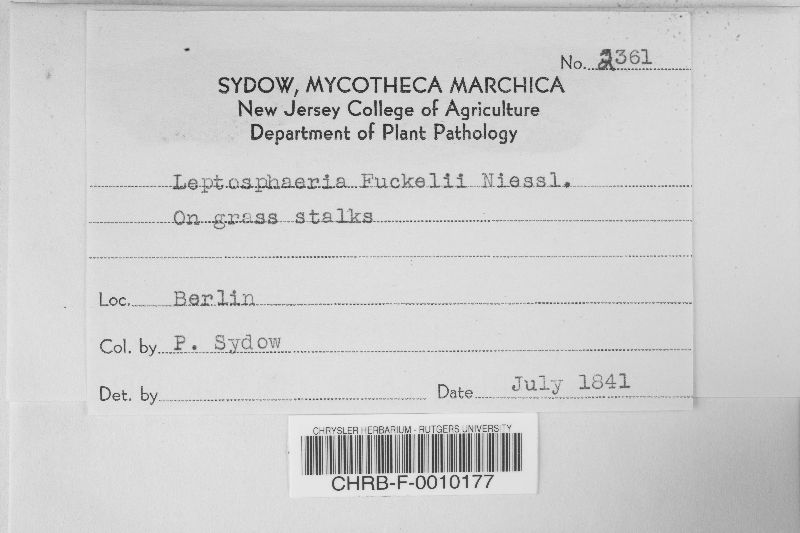 No. 2361
SYDOW, MYCOTHECA MARCHICA
New Jersey College of Agriculture
Department of Plant Pathology
Leptosphaeria Fuckelii Niessl.
On grass stalks
Loc. Berlin
Col. by P. Sydow
Det. by
Date July 1841
CHRYSLER HERBARIUM - RUTGERS UNIVERSITY
CHRB-F-0010177